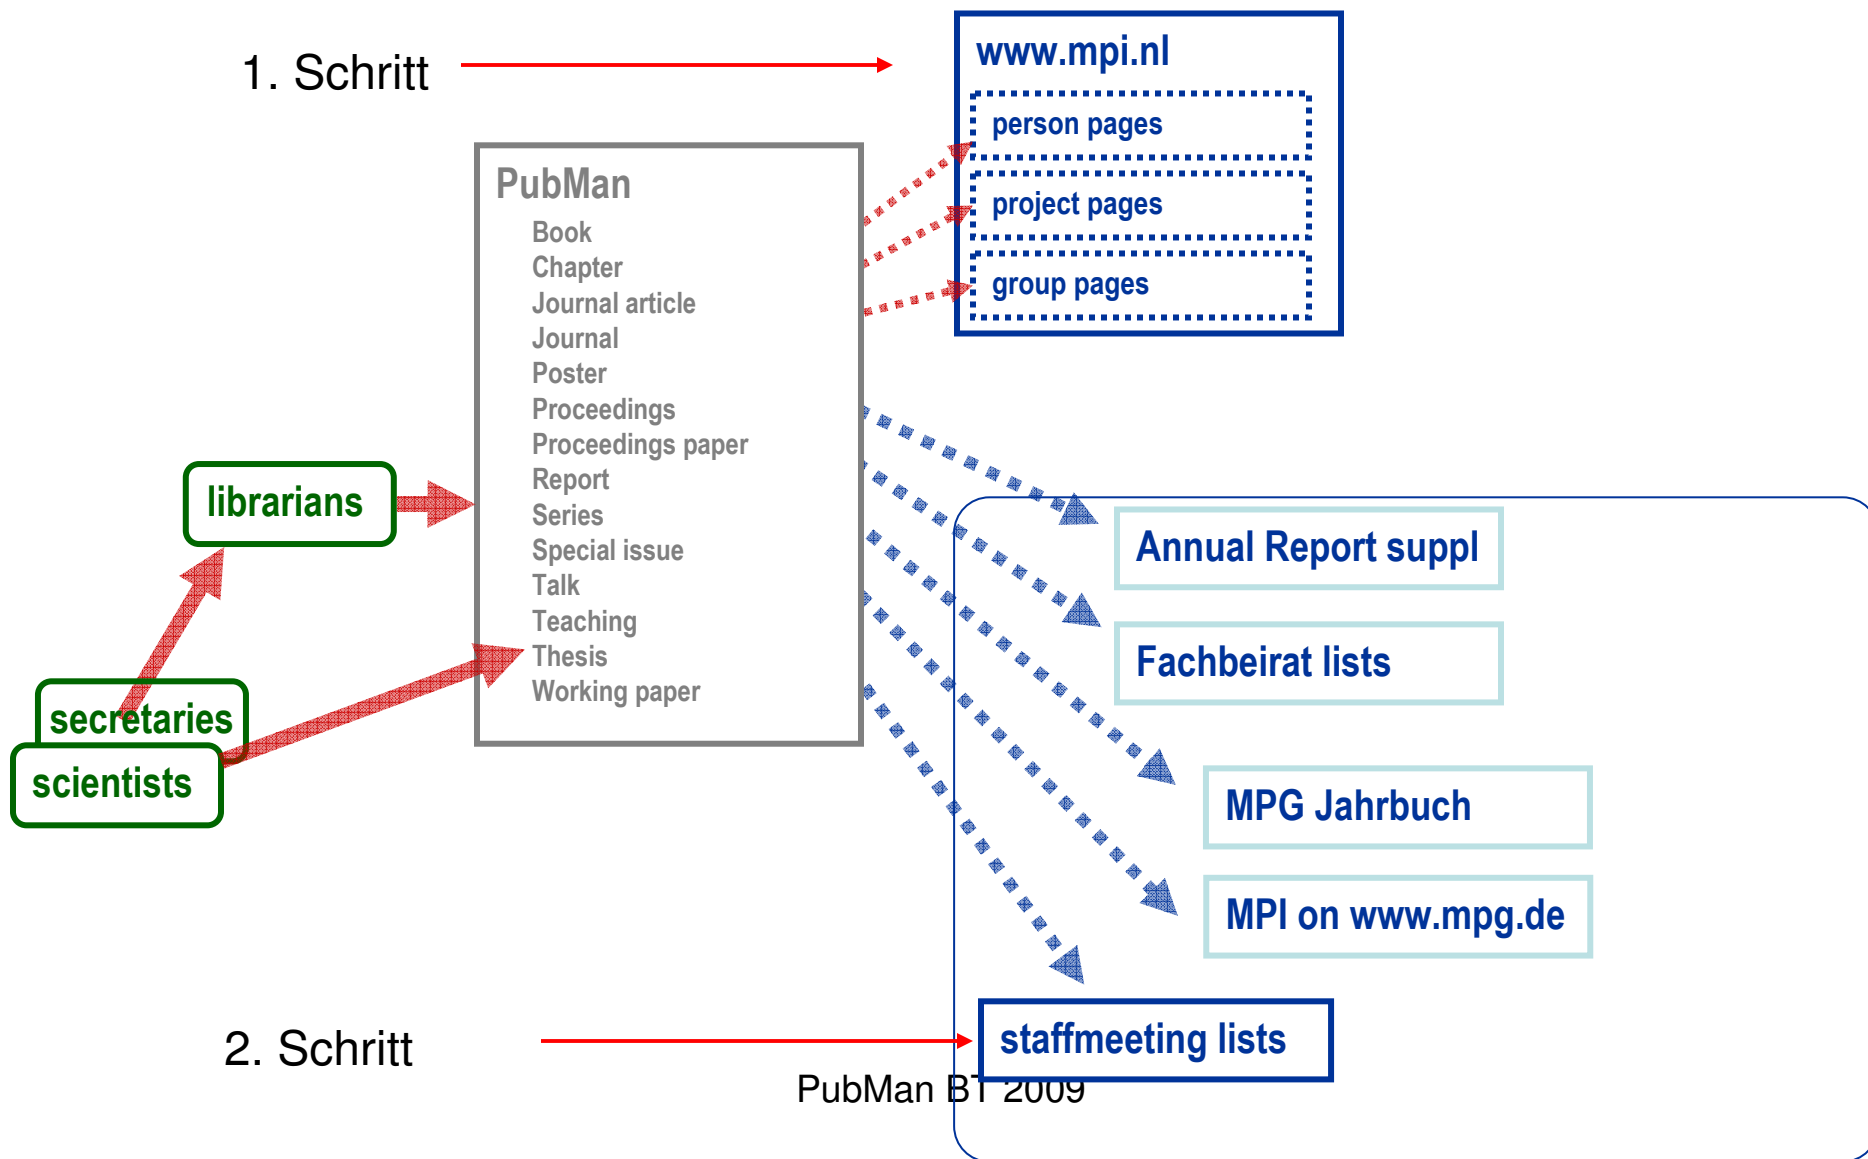 1. Schritt
www.mpi.nl
person pages
project pages
group pages
PubMan
Book
Chapter
Journal article
Journal
Poster
Proceedings
Proceedings paper
Report
Series
Special issue
Talk
Teaching
Thesis
Working paper
librarians
secretaries
scientists
Annual Report suppl
Fachbeirat lists
MPG Jahrbuch
MPI on www.mpg.de
2. Schritt
staffmeeting lists
PubMan BT 2009